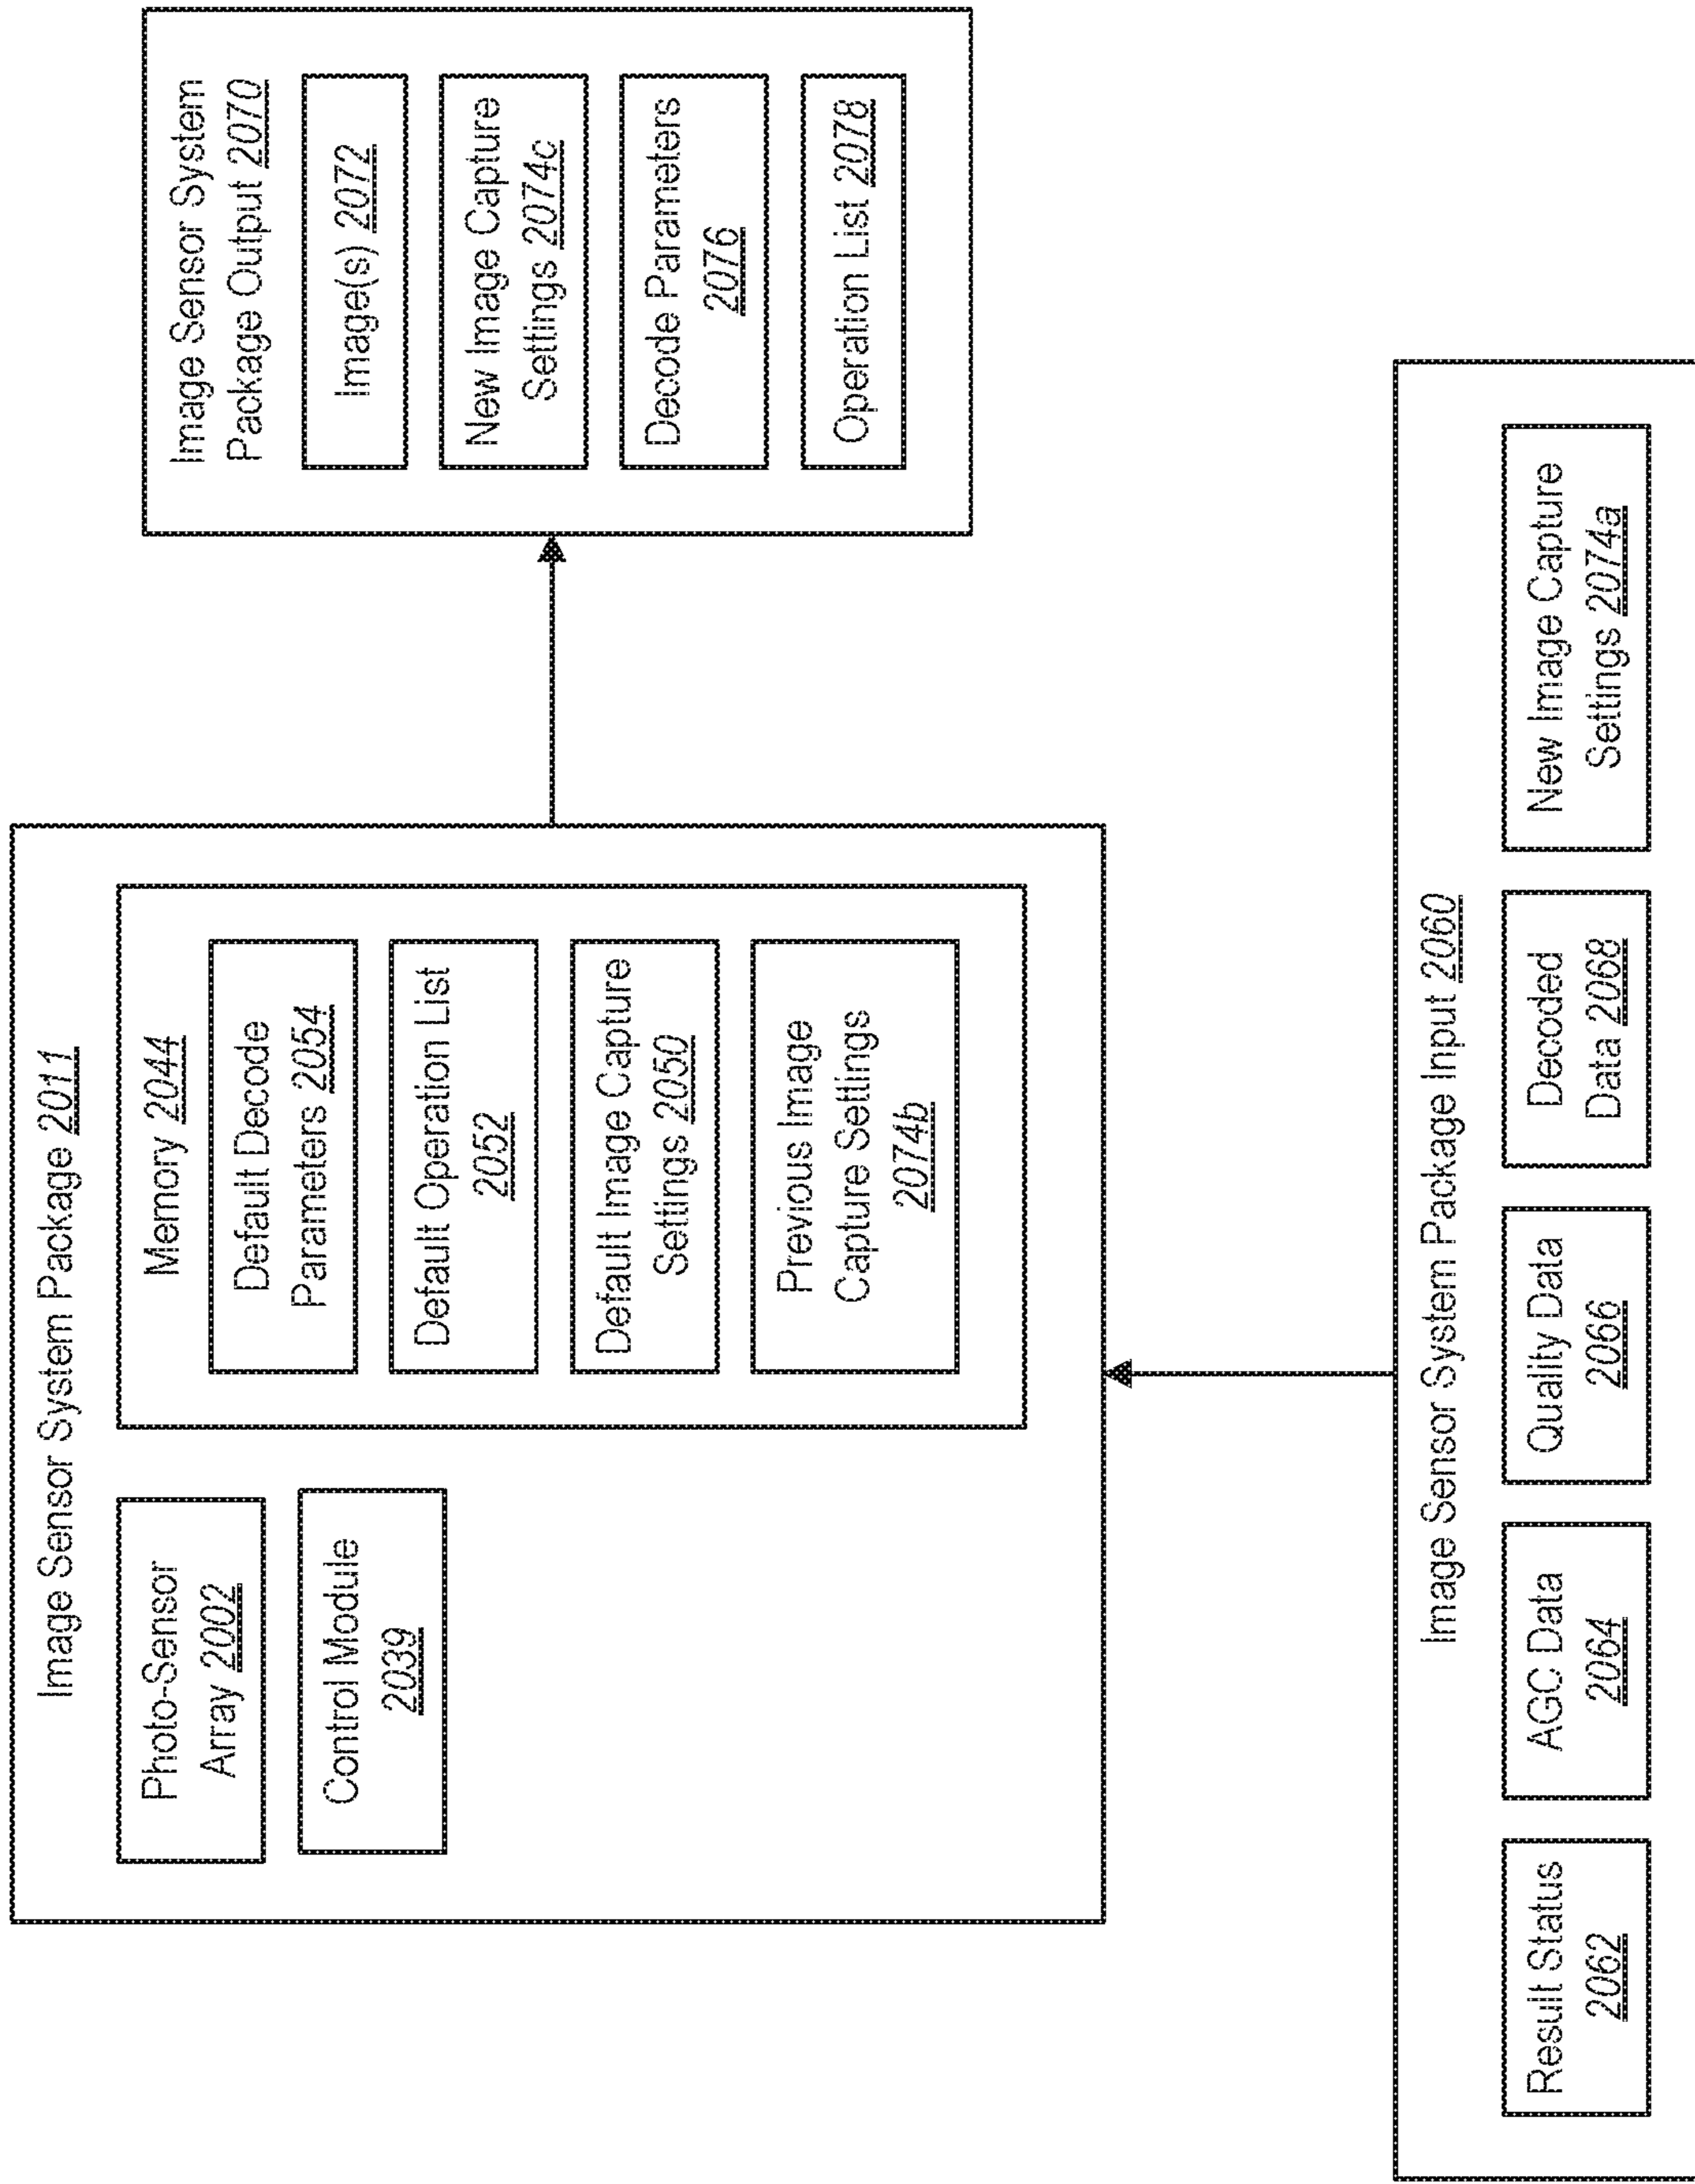 Image Sensor System Package 2011
Photo-Sensor
Array 2002
Control Module
2039
Memory 2044
Default Decode
Parameters 2054
Default Operation List
2052
Default Image Capture
Settings 2050
Previous Image
Capture Settings
2074b
Image Sensor System
Package Output 2070
Image(s) 2072
New Image Capture
Settings 2074c
Decode Parameters
2076
Operation List 2078
Image Sensor System Package Input 2060
Result Status
2062
AGC Data
2064
Quality Data
2066
Decoded
Data 2068
New Image Capture
Settings 2074a